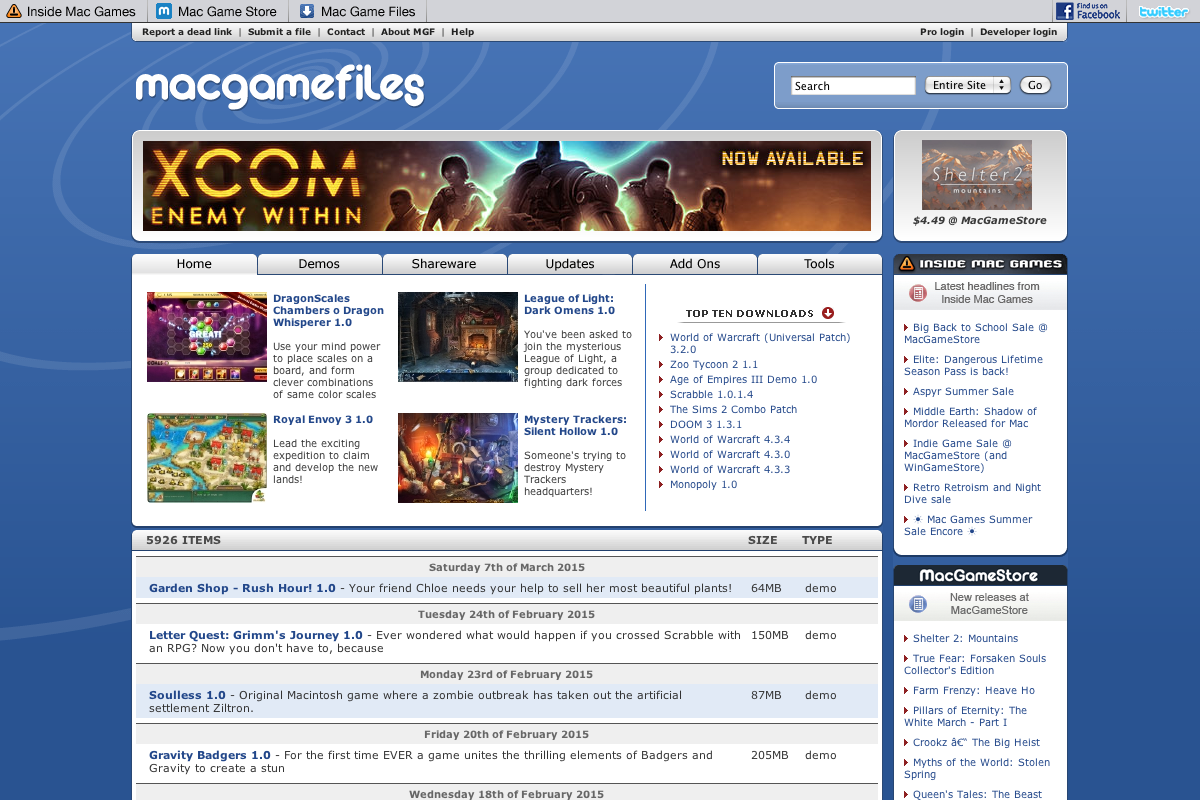 Inside Mac Games
Mac Game Store
Mac Game Files
Find us on
Facebook
twitter
Report a dead link | Submit a file | Contact | About MGF | Help
Pro login | Developer login
macgamefiles
Search
Entire Site
Go
XCOM
ENEMY WITHIN
NOW AVAILABLE
Shelter 2
mountains
$4.49 @ MacGameStore
Home
Demos
Shareware
Updates
Add Ons
Tools
DragonScales
Chambers o Dragon
Whisperer 1.0
Use your mind power
to place scales on a
board, and form
clever combinations
of same color scales
League of Light:
Dark Omens 1.0
You've been asked to
join the mysterious
League of Light, a
group dedicated to
fighting dark forces
Royal Envoy 3 1.0
Lead the exciting
expedition to claim
and develop the new
lands!
Mystery Trackers:
Silent Hollow 1.0
Someone's trying to
destroy Mystery
Trackers
headquarters!
TOP TEN DOWNLOADS
World of Warcraft (Universal Patch)
3.2.0
Zoo Tycoon 2 1.1
Age of Empires III Demo 1.0
Scrabble 1.0.1.4
The Sims 2 Combo Patch
DOOM 3 1.3.1
World of Warcraft 4.3.4
World of Warcraft 4.3.0
World of Warcraft 4.3.3
Monopoly 1.0
5926 ITEMS
SIZE
TYPE
Saturday 7th of March 2015
Garden Shop - Rush Hour! 1.0 - Your friend Chloe needs your help to sell her most beautiful plants!
64MB
demo
Tuesday 24th of February 2015
Letter Quest: Grimm's Journey 1.0 - Ever wondered what would happen if you crossed Scrabble with
an RPG? Now you don't have to, because
150MB
demo
Monday 23rd of February 2015
Soulless 1.0 - Original Macintosh game where a zombie outbreak has taken out the artificial
settlement Ziltron.
87MB
demo
Friday 20th of February 2015
Gravity Badgers 1.0 - For the first time EVER a game unites the thrilling elements of Badgers and
Gravity to create a stun
205MB
demo
Wednesday 18th of February 2015
INSIDE MAC GAMES
Latest headlines from
Inside Mac Games
Big Back to School Sale @
MacGameStore
Elite: Dangerous Lifetime
Season Pass is back!
Aspyr Summer Sale
Middle Earth: Shadow of
Mordor Released for Mac
Indie Game Sale @
MacGameStore (and
WinGameStore)
Retro Retroism and Night
Dive sale
☀ Mac Games Summer
Sale Encore ☀
MacGameStore
New releases at
MacGameStore
Shelter 2: Mountains
True Fear: Forsaken Souls
Collector's Edition
Farm Frenzy: Heave Ho
Pillars of Eternity: The
White March - Part I
Crookz â€“ The Big Heist
Myths of the World: Stolen
Spring
Queen's Tales: The Beast